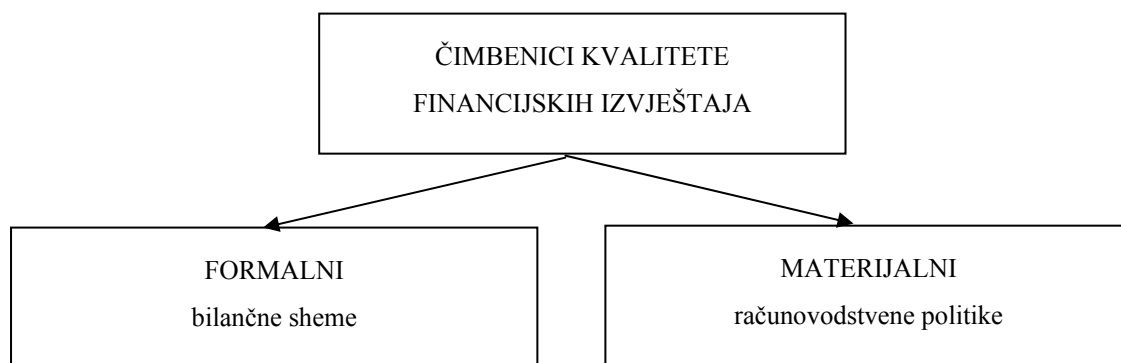 ČIMBENICI KVALITETE
FINANCIJSKIH IZVJEŠTAJA
FORMALNI
bilančne sheme
MATERIJALNI
računovodstvene politike